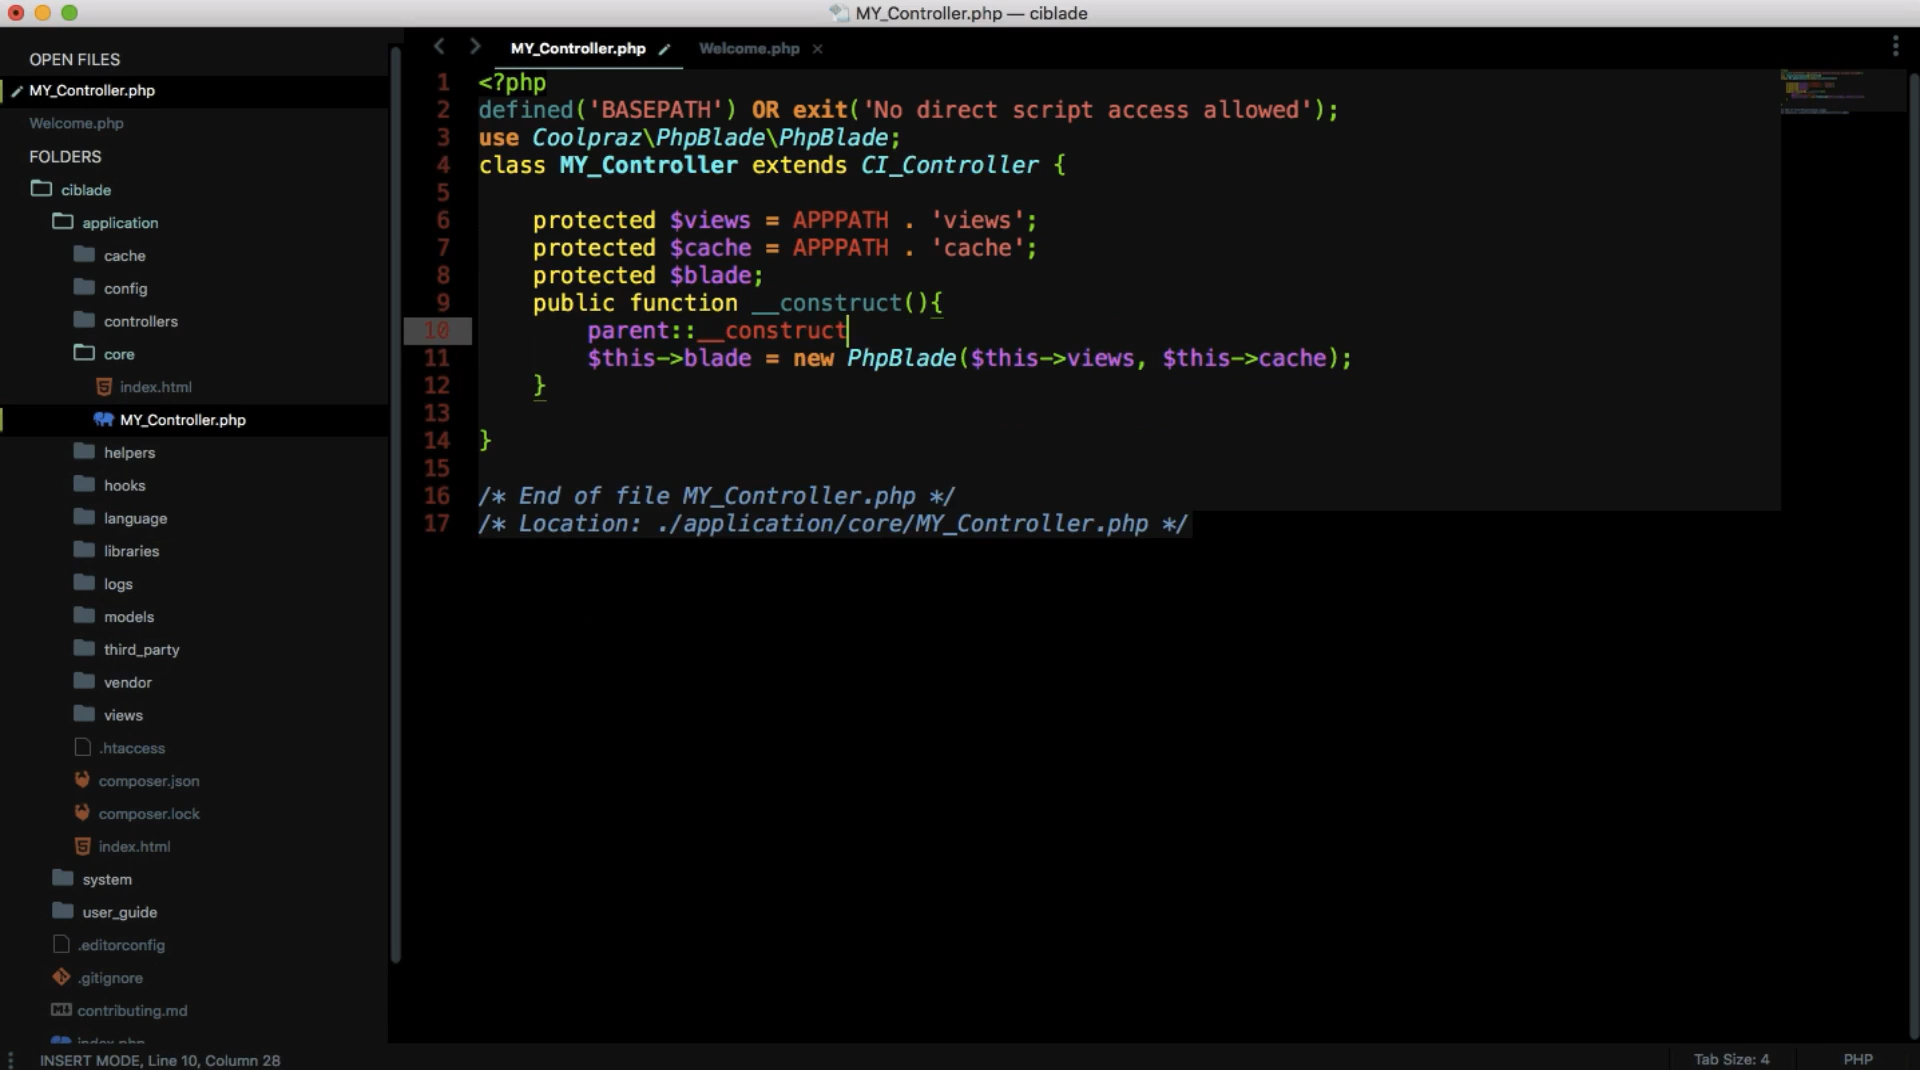 MY_Controller.php — ciblade
OPEN FILES
MY_Controller.php
Welcome.php
FOLDERS
ciblade
application
cache
config
controllers
core
index.html
MY_Controller.php
helpers
hooks
language
libraries
logs
models
third_party
vendor
views
.htaccess
composer.json
composer.lock
index.html
system
user_guide
.editorconfig
.gitignore
contributing.md
index.php
MY_Controller.php
Welcome.php
1 <?php
2 defined('BASEPATH') OR exit('No direct script access allowed');
3 use Coolpraz\PhpBlade\PhpBlade;
4 class MY_Controller extends CI_Controller {
5
6 protected $views = APPPATH . 'views';
7 protected $cache = APPPATH . 'cache';
8 protected $blade;
9 public function __construct(){
10 parent::__construct
11 $this->blade = new PhpBlade($this->views, $this->cache);
12 }
13
14 }
15
16 /* End of file MY_Controller.php */
17 /* Location: ./application/core/MY_Controller.php */
INSERT MODE, Line 10, Column 28
Tab Size: 4
PHP